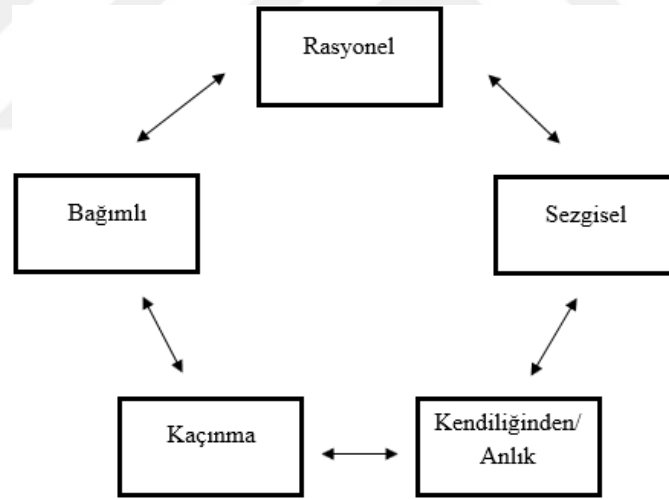 Rasyonel
Bağımlı
Sezgisel
Kaçınma
Kendiliğinden/
Anlık